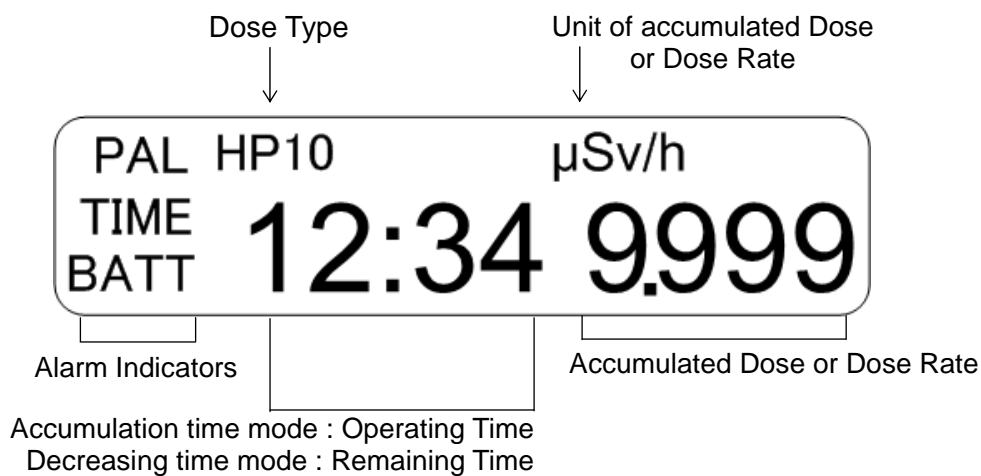 Dose Type
Unit of accumulated Dose
or Dose Rate
PAL HP10 µSv/h
TIME
BATT
12:34 9.999
Alarm Indicators
Accumulated Dose or Dose Rate
Accumulation time mode : Operating Time
Decreasing time mode : Remaining Time